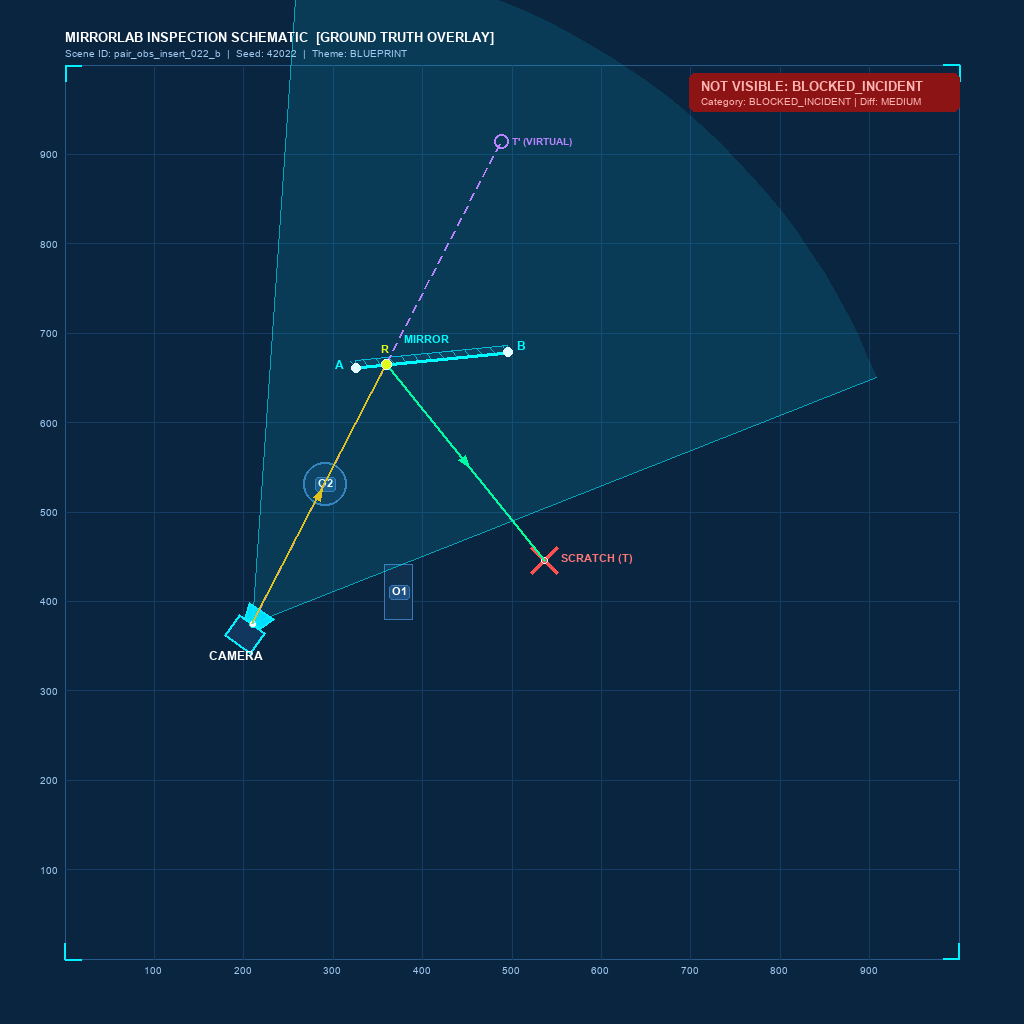 MIRRORLAB INSPECTION SCHEMATIC  [GROUND TRUTH OVERLAY]
Scene ID: pair_obs_insert_022_b  |  Seed: 42022  |  Theme: BLUEPRINT
NOT VISIBLE: BLOCKED_INCIDENT
Category: BLOCKED_INCIDENT | Diff: MEDIUM
T' (VIRTUAL)
900
800
700
MIRROR
R
B
A
600
O2
500
SCRATCH (T)
O1
400
CAMERA
300
200
100
100 200 300 400 500 600 700 800 900